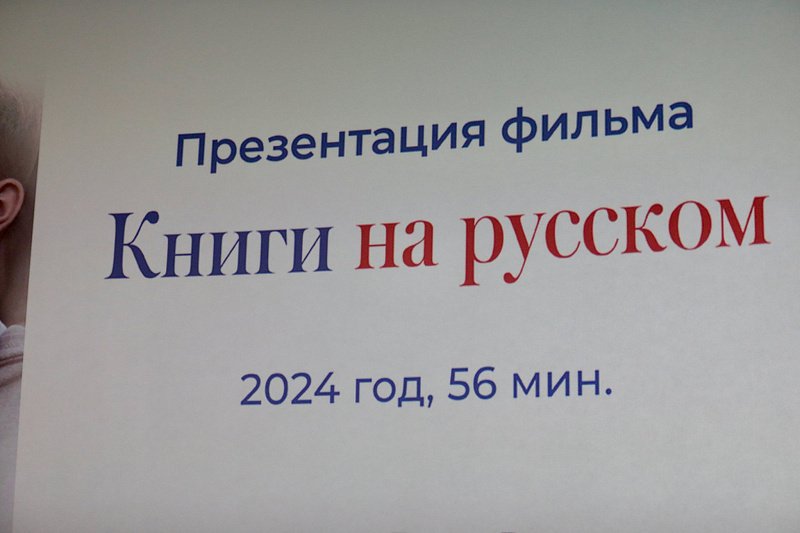 Презентация фильма
Книги на русском
2024 год, 56 мин.